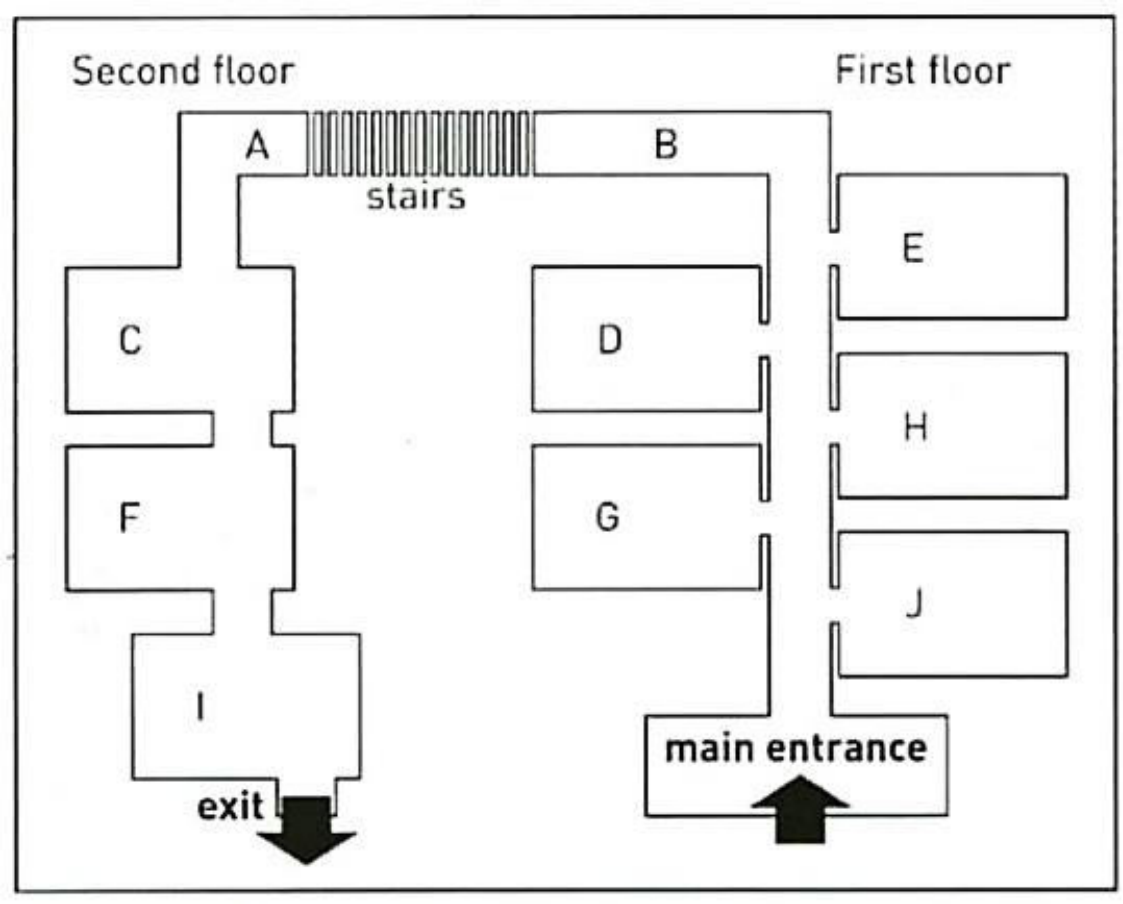 Second floor
First floor
A
B
stairs
E
C
D
H
F
G
J
I
main entrance
exit